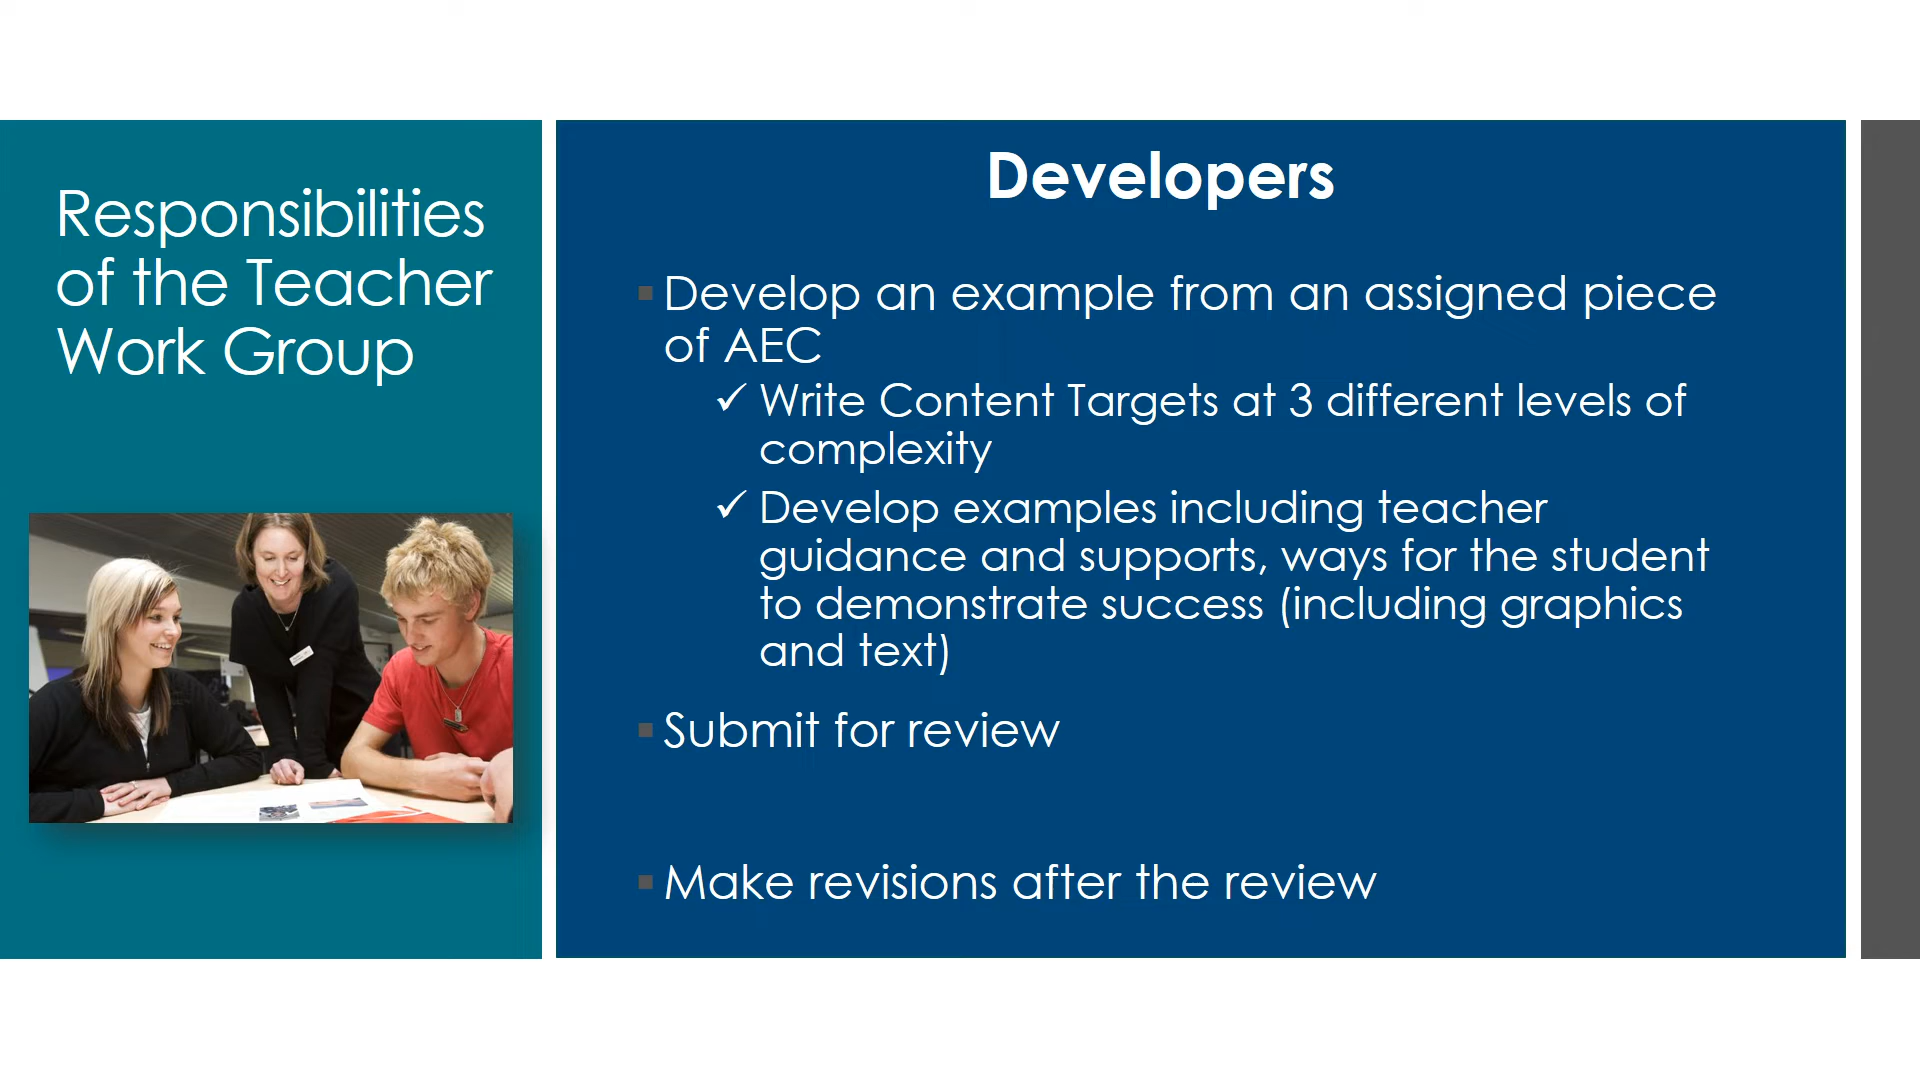 Responsibilities
of the Teacher
Work Group
Developers
▪ Develop an example from an assigned piece
of AEC
✓ Write Content Targets at 3 different levels of
complexity
✓ Develop examples including teacher
guidance and supports, ways for the student
to demonstrate success (including graphics
and text)
▪ Submit for review
▪ Make revisions after the review